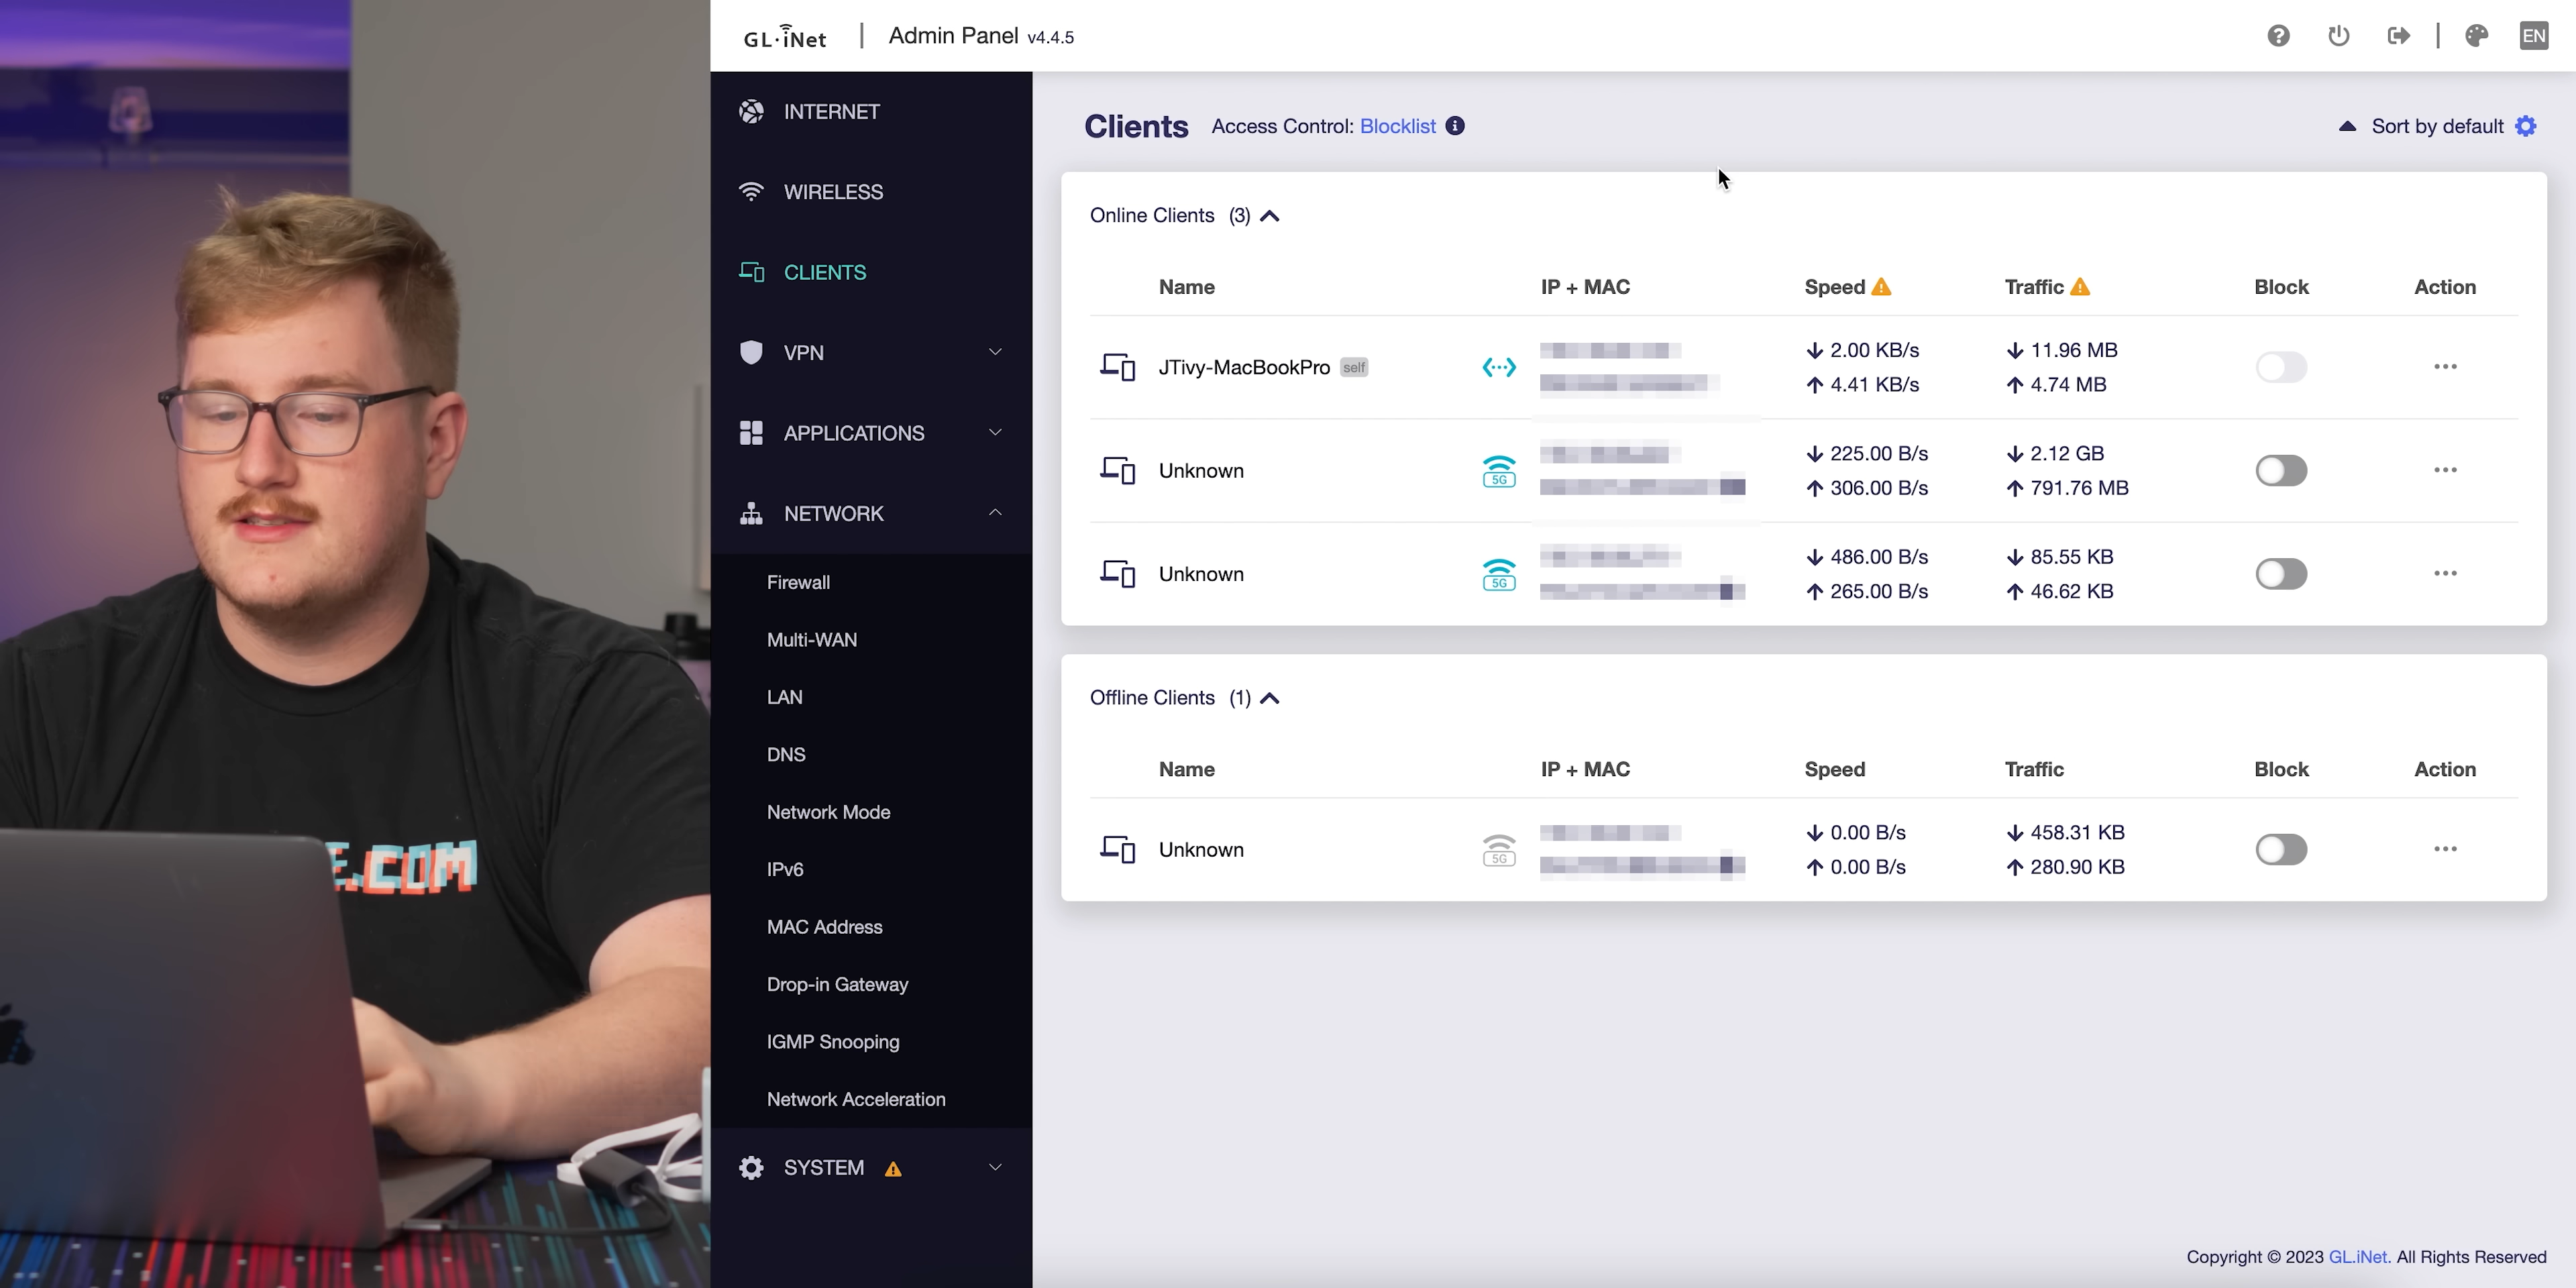 GL·iNet | Admin Panel v4.4.5
EN
INTERNET
WIRELESS
CLIENTS
VPN
APPLICATIONS
NETWORK
Firewall
Multi-WAN
LAN
DNS
Network Mode
IPv6
MAC Address
Drop-in Gateway
IGMP Snooping
Network Acceleration
SYSTEM
Clients Access Control: Blocklist
Sort by default
Online Clients (3)
Name IP + MAC Speed Traffic Block Action
JTivy-MacBookPro self ↓ 2.00 KB/s ↓ 11.96 MB
↑ 4.41 KB/s ↑ 4.74 MB
Unknown 5G ↓ 225.00 B/s ↓ 2.12 GB
↑ 306.00 B/s ↑ 791.76 MB
Unknown 5G ↓ 486.00 B/s ↓ 85.55 KB
↑ 265.00 B/s ↑ 46.62 KB
Offline Clients (1)
Name IP + MAC Speed Traffic Block Action
Unknown 5G ↓ 0.00 B/s ↓ 458.31 KB
↑ 0.00 B/s ↑ 280.90 KB
Copyright © 2023 GL.iNet. All Rights Reserved
E.COM